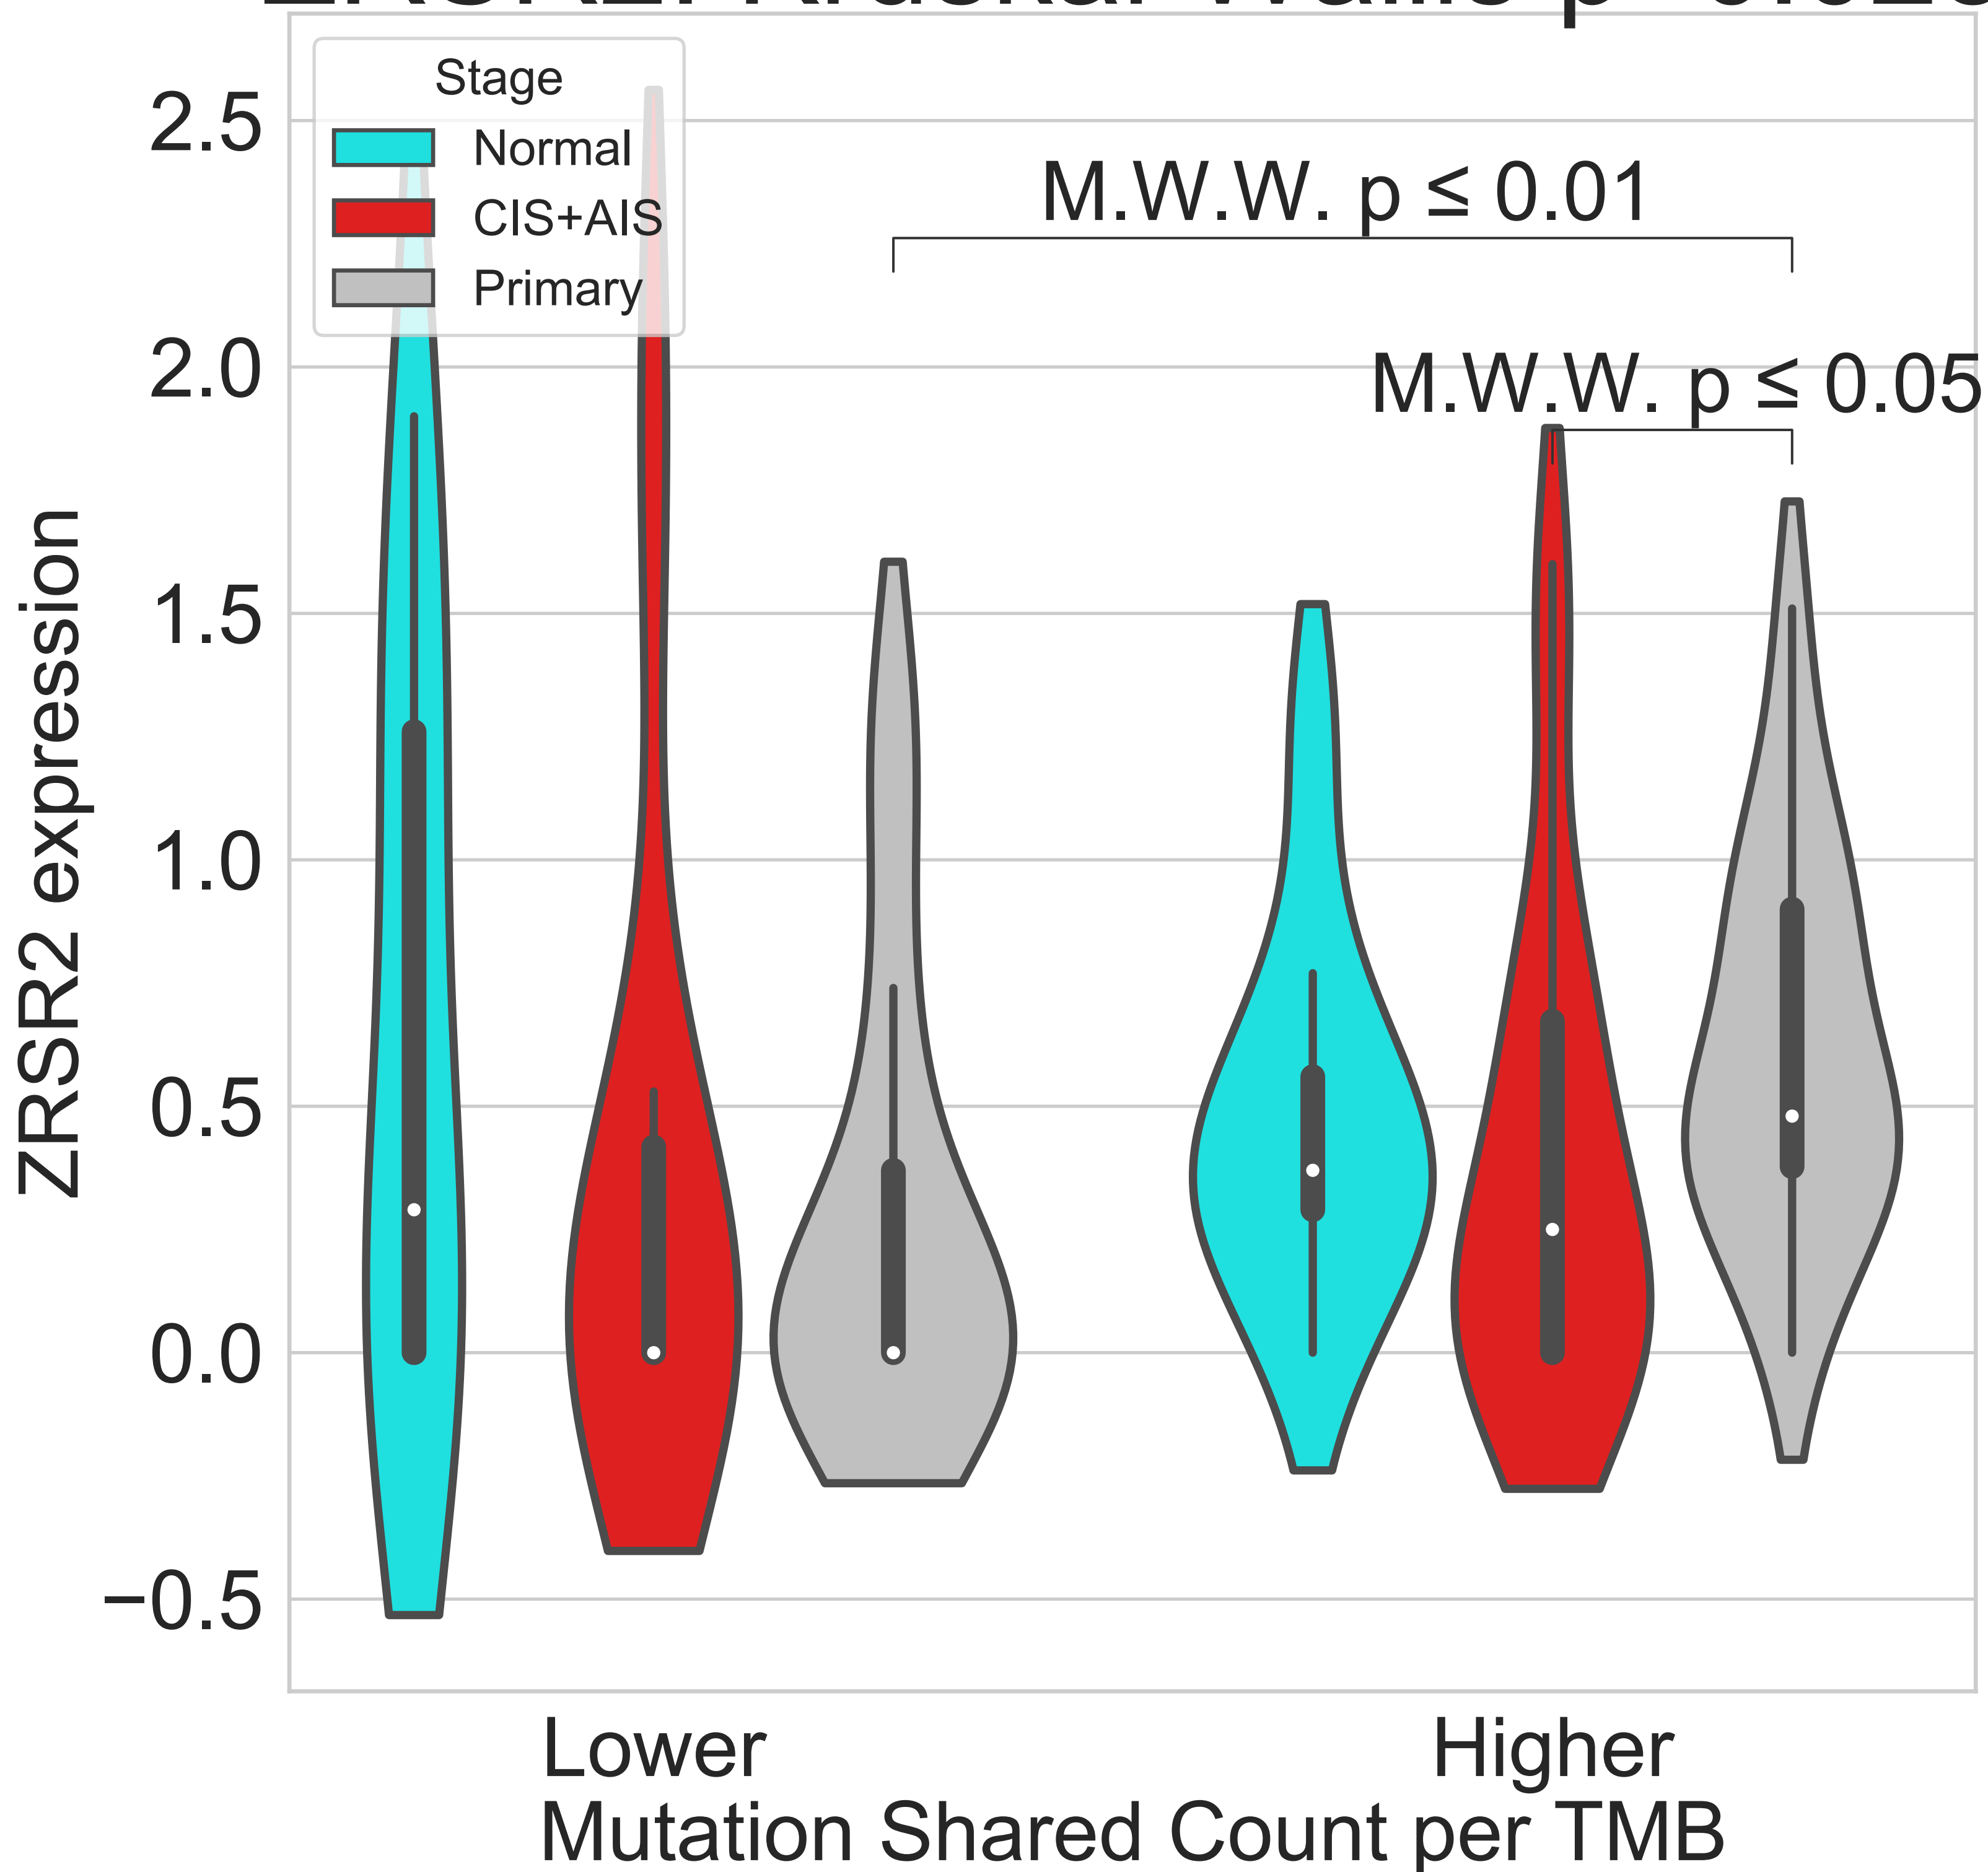 Stage
Normal
CIS+AIS
Primary
M.W.W. p ≤ 0.01
M.W.W. p ≤ 0.05
2.5
2.0
1.5
1.0
0.5
0.0
−0.5
ZRSR2 expression
Lower
Higher
Mutation Shared Count per TMB